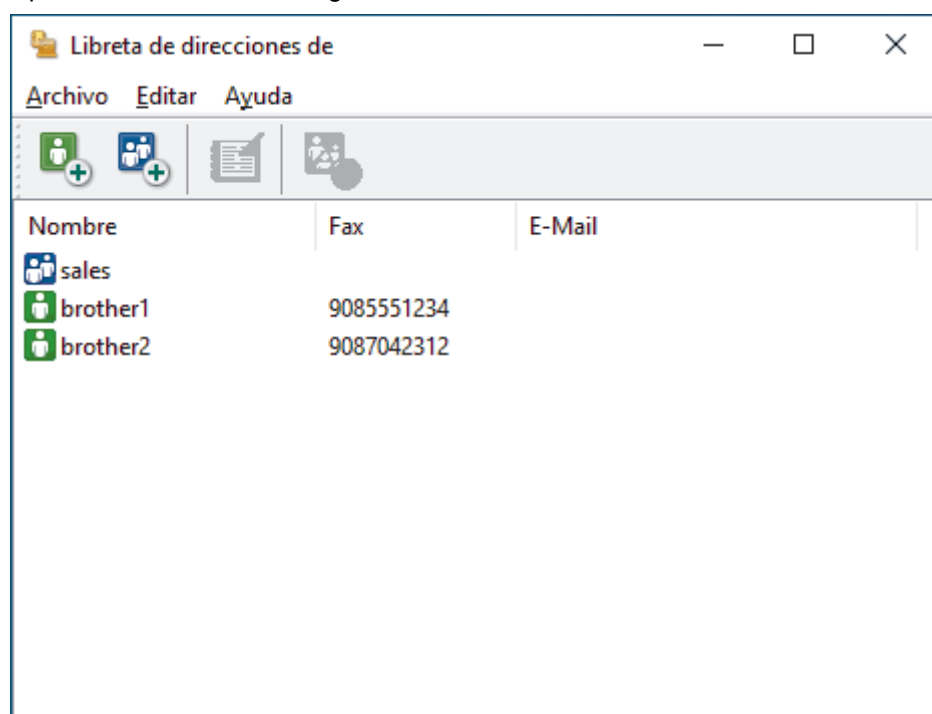 Libreta de direcciones de
Archivo Editar Ayuda
Nombre Fax E-Mail
sales
brother1 9085551234
brother2 9087042312